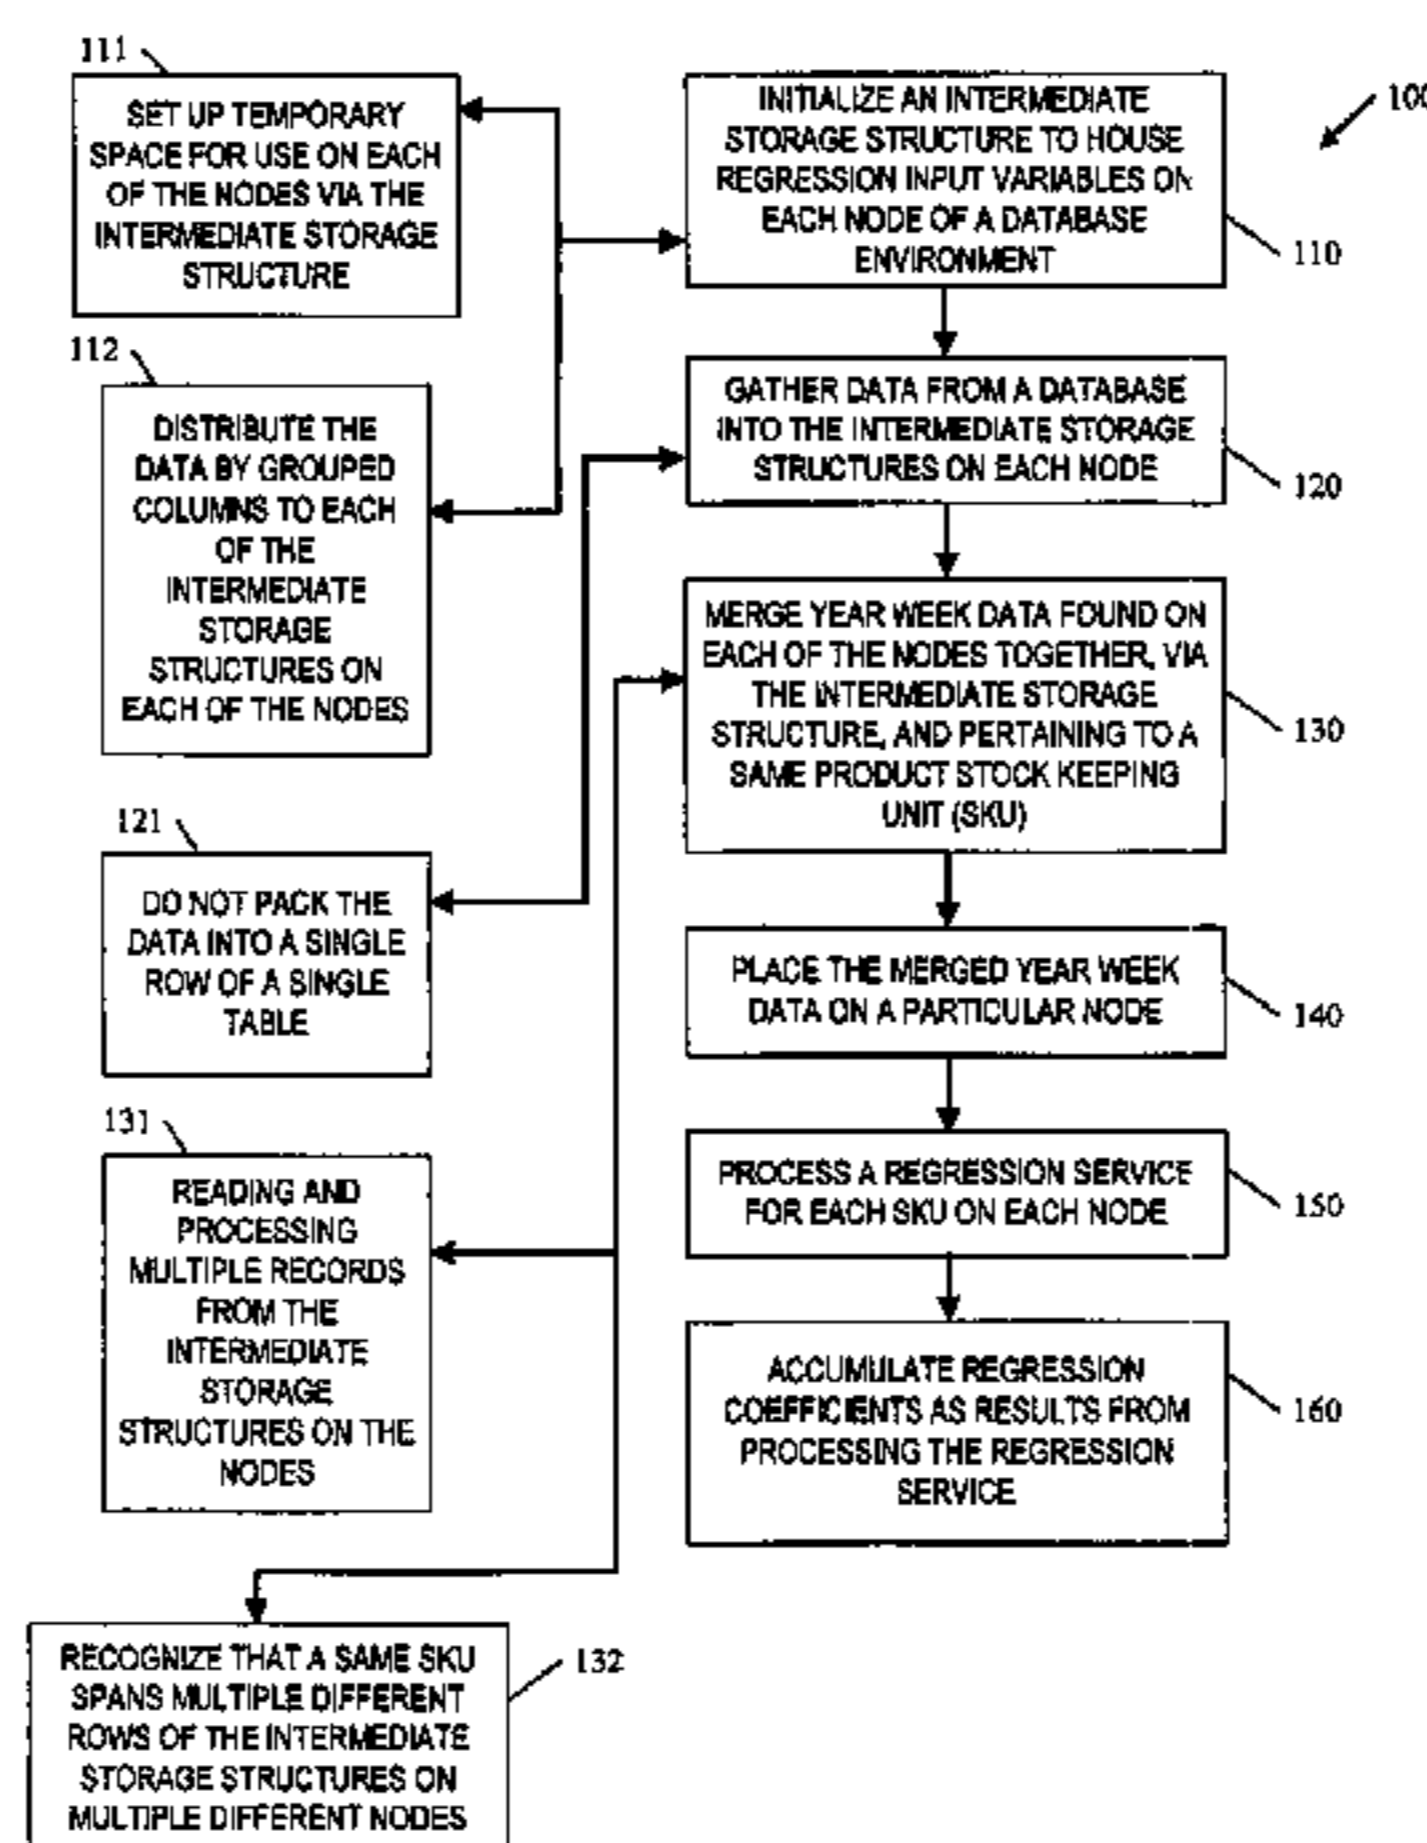 111
SET UP TEMPORARY
SPACE FOR USE ON EACH
OF THE NODES VIA THE
INTERMEDIATE STORAGE
STRUCTURE
112
DISTRIBUTE THE
DATA BY GROUPED
COLUMNS TO EACH
OF THE
INTERMEDIATE
STORAGE
STRUCTURES ON
EACH OF THE NODES
121
DO NOT PACK THE
DATA INTO A SINGLE
ROW OF A SINGLE
TABLE
131
READING AND
PROCESSING
MULTIPLE RECORDS
FROM THE
INTERMEDIATE
STORAGE
STRUCTURES ON THE
NODES
RECOGNIZE THAT A SAME SKU
SPANS MULTIPLE DIFFERENT
ROWS OF THE INTERMEDIATE
STORAGE STRUCTURES ON
MULTIPLE DIFFERENT NODES
132
100
INITIALIZE AN INTERMEDIATE
STORAGE STRUCTURE TO HOUSE
REGRESSION INPUT VARIABLES ON
EACH NODE OF A DATABASE
ENVIRONMENT
110
GATHER DATA FROM A DATABASE
INTO THE INTERMEDIATE STORAGE
STRUCTURES ON EACH NODE
120
MERGE YEAR WEEK DATA FOUND ON
EACH OF THE NODES TOGETHER, VIA
THE INTERMEDIATE STORAGE
STRUCTURE, AND PERTAINING TO A
SAME PRODUCT STOCK KEEPING
UNIT (SKU)
130
PLACE THE MERGED YEAR WEEK
DATA ON A PARTICULAR NODE
140
PROCESS A REGRESSION SERVICE
FOR EACH SKU ON EACH NODE
150
ACCUMULATE REGRESSION
COEFFICIENTS AS RESULTS FROM
PROCESSING THE REGRESSION
SERVICE
160